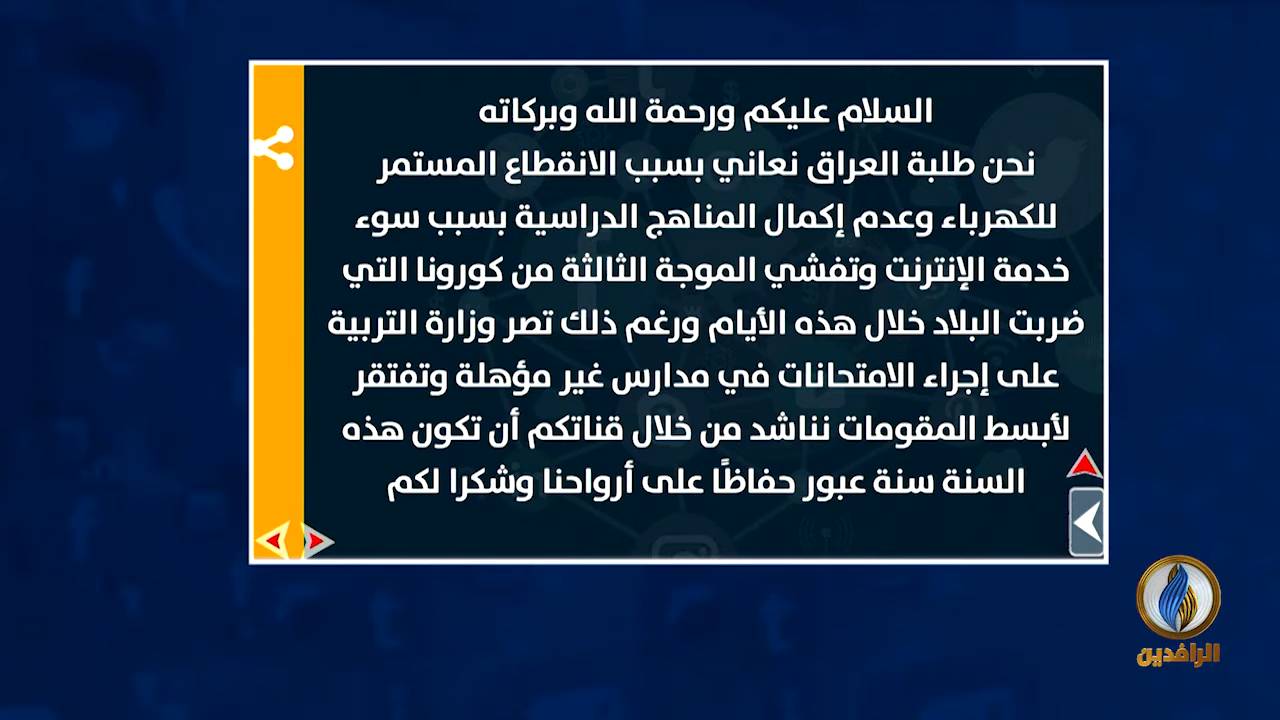 السلام عليكم ورحمة الله وبركاته
نحن طلبة العراق نعاني بسبب الانقطاع المستمر
للكهرباء وعدم إكمال المناهج الدراسية بسبب سوء
خدمة الإنترنت وتفشي الموجة الثالثة من كورونا التي
ضربت البلاد خلال هذه الأيام ورغم ذلك تصر وزارة التربية
على إجراء الامتحانات في مدارس غير مؤهلة وتفتقر
لأبسط المقومات نناشد من خلال قناتكم أن تكون هذه
السنة سنة عبور حفاظًا على أرواحنا وشكرا لكم
الرافدين